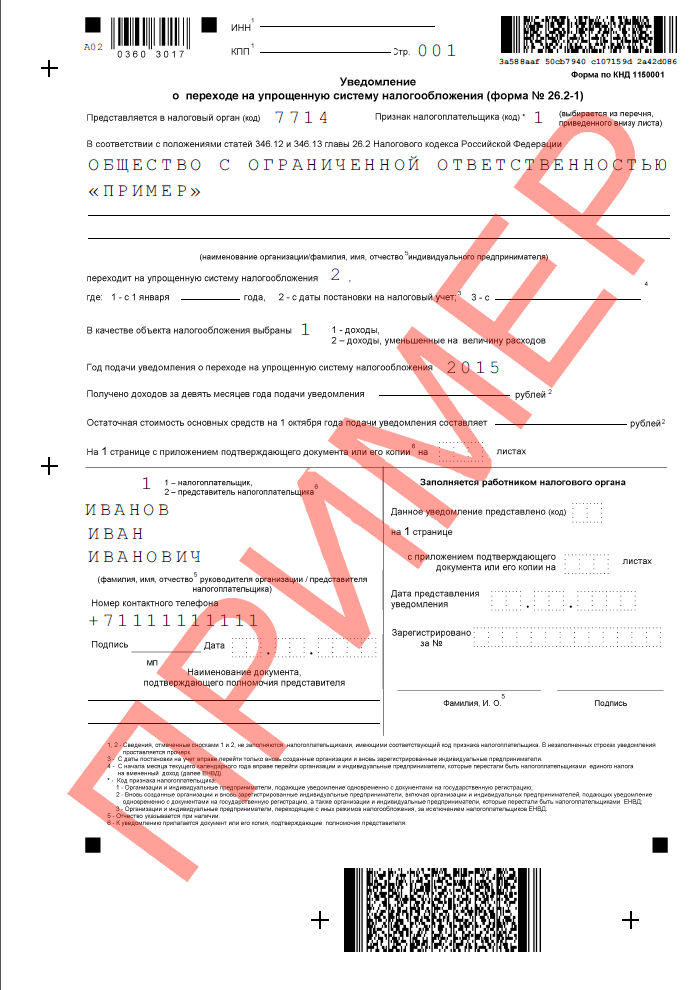 ИНН 1
А02
0360 3017
КПП 1 Стр. 001
3a588aaf 50cb7940 c107159d 2a42d086
Форма по КНД 1150001
Уведомление
о переходе на упрощенную систему налогообложения (форма № 26.2-1)
Представляется в налоговый орган (код) 7714 Признак налогоплательщика (код) * 1 (выбирается из перечня, приведенного внизу листа)
В соответствии с положениями статей 346.12 и 346.13 главы 26.2 Налогового кодекса Российской Федерации
ОБЩЕСТВО С ОГРАНИЧЕННОЙ ОТВЕТСТВЕННОСТЬЮ
«ПРИМЕР»
(наименование организации/фамилия, имя, отчество 5 индивидуального предпринимателя)
переходит на упрощенную систему налогообложения 2 ,
где: 1 - с 1 января года, 2 - с даты постановки на налоговый учет; 3 3 - с 4
В качестве объекта налогообложения выбраны 1 1 - доходы,
2 – доходы, уменьшенные на величину расходов
Год подачи уведомления о переходе на упрощенную систему налогообложения 2015
Получено доходов за девять месяцев года подачи уведомления рублей 2
Остаточная стоимость основных средств на 1 октября года подачи уведомления составляет рублей 2
На 1 странице с приложением подтверждающего документа или его копии 6 на листах
1 1 – налогоплательщик,
2 – представитель налогоплательщика 6
ИВАНОВ
ИВАН
ИВАНОВИЧ
(фамилия, имя, отчество 5 руководителя организации / представителя
налогоплательщика)
Номер контактного телефона
+71111111111
Подпись Дата . .
МП
Наименование документа,
подтверждающего полномочия представителя
Заполняется работником налогового органа
Данное уведомление представлено (код)
на 1 странице
с приложением подтверждающего
документа или его копии на листах
Дата представления
уведомления . .
Зарегистрировано
за №
Фамилия, И. О. 5 Подпись
1, 2 - Сведения, отмеченные сносками 1 и 2, не заполняются налогоплательщиками, имеющими соответствующий код признака налогоплательщика. В незаполненных строках уведомления
проставляется прочерк.
3 - С даты постановки на учет вправе перейти только вновь созданные организации и вновь зарегистрированные индивидуальные предприниматели.
4 - С начала месяца текущего календарного года вправе перейти организации и индивидуальные предприниматели, которые перестали быть налогоплательщиками единого налога
на вмененный доход (далее ЕНВД)
* - Код признака налогоплательщика:
1 - Организации и индивидуальные предприниматели, подающие уведомление одновременно с документами на государственную регистрацию;
2 - Вновь созданные организации и вновь зарегистрированные индивидуальные предприниматели, включая организации и индивидуальных предпринимателей, подающих уведомление
одновременно с документами на государственную регистрацию, а также организации и индивидуальные предприниматели, которые перестали быть налогоплательщиками ЕНВД;
3 - Организации и индивидуальные предприниматели, переходящие с иных режимов налогообложения, за исключением налогоплательщиков ЕНВД.
5 - Отчество указывается при наличии.
6 - К уведомлению прилагается документ или его копия, подтверждающие полномочия представителя.
ПРИМЕР